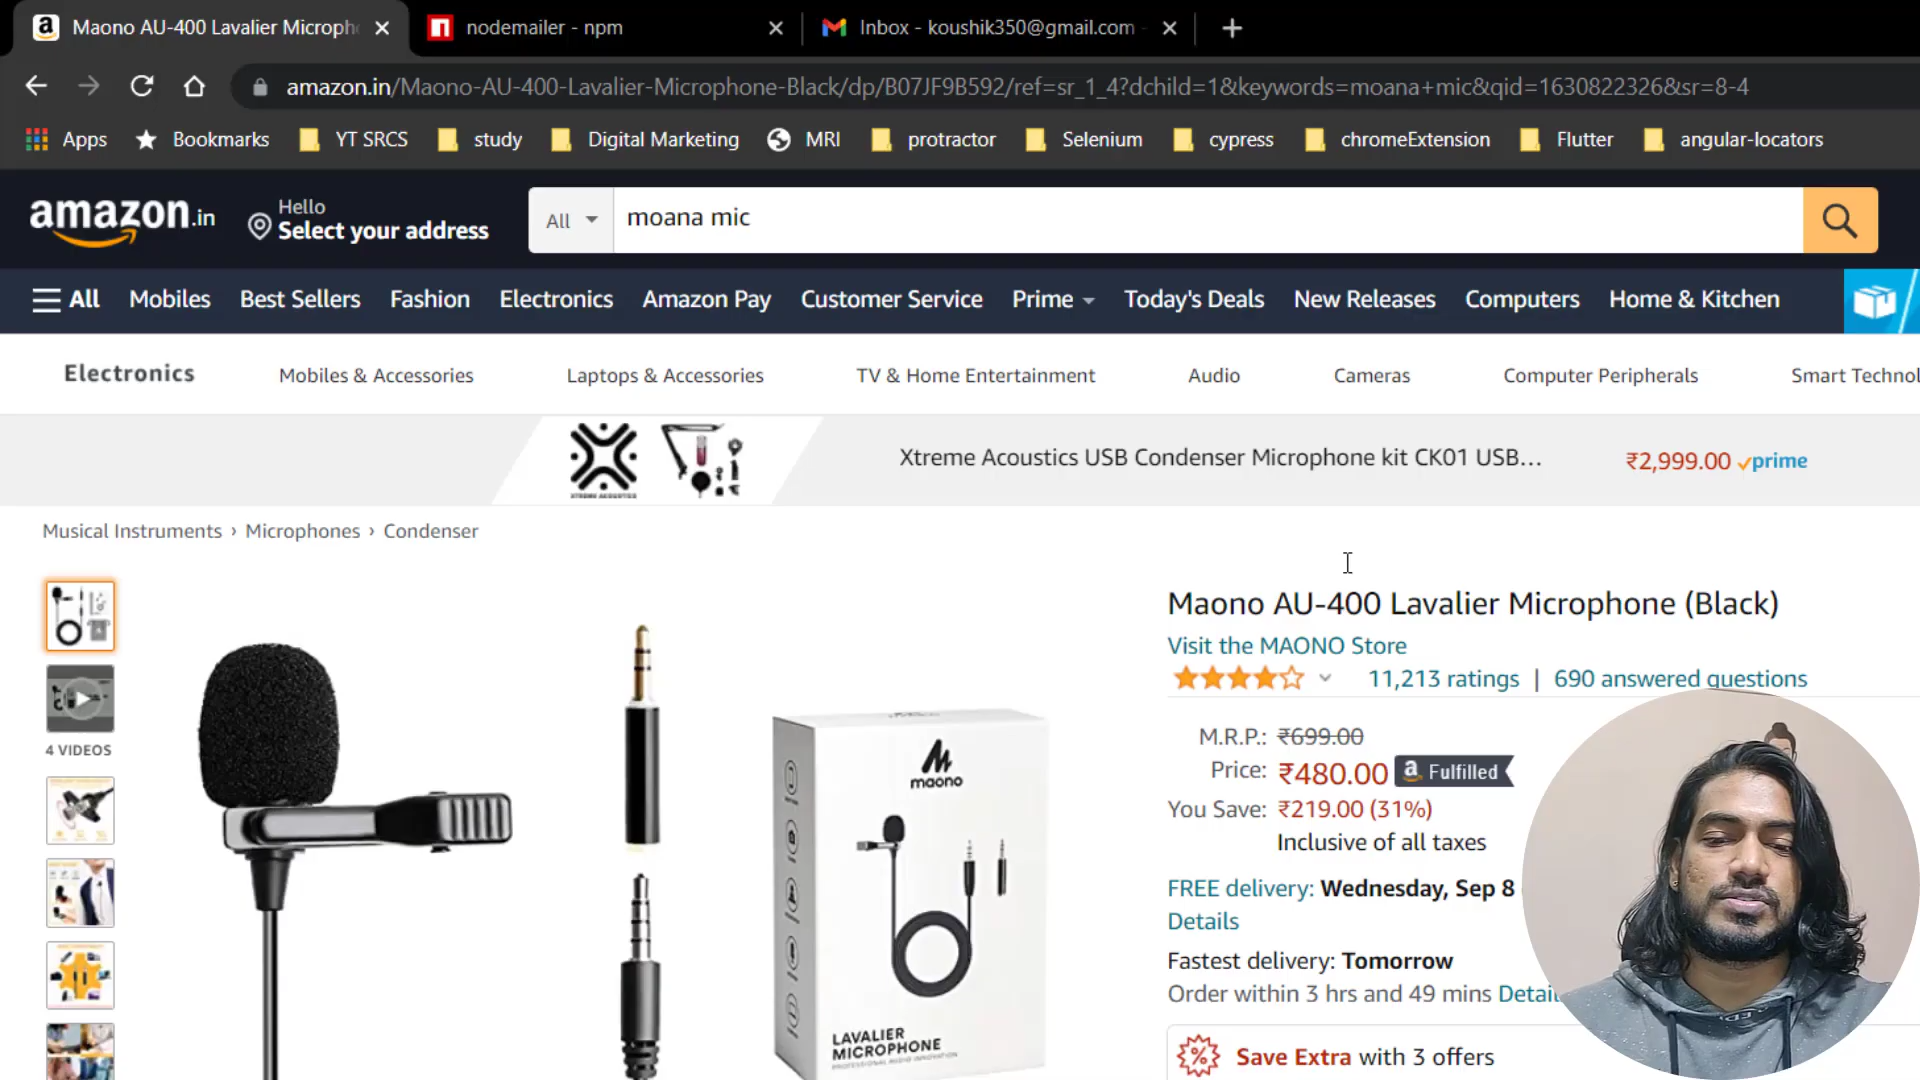 Maono AU-400 Lavalier Microph
nodemailer - npm
Inbox - koushik350@gmail.com -
amazon.in/Maono-AU-400-Lavalier-Microphone-Black/dp/B07JF9B592/ref=sr_1_4?dchild=1&keywords=moana+mic&qid=1630822326&sr=8-4
Apps Bookmarks YT SRCS study Digital Marketing MRI protractor Selenium cypress chromeExtension Flutter angular-locators
amazon.in
Hello
Select your address
All
moana mic
All Mobiles Best Sellers Fashion Electronics Amazon Pay Customer Service Prime Today's Deals New Releases Computers Home & Kitchen
Electronics Mobiles & Accessories Laptops & Accessories TV & Home Entertainment Audio Cameras Computer Peripherals Smart Technol
XTREME ACOUSTICS
Xtreme Acoustics USB Condenser Microphone kit CK01 USB...
₹2,999.00 prime
Musical Instruments › Microphones › Condenser
4 VIDEOS
maono
LAVALIER
MICROPHONE
PROFESSIONAL AUDIO INNOVATION
Maono AU-400 Lavalier Microphone (Black)
Visit the MAONO Store
11,213 ratings | 690 answered questions
M.R.P.: ₹699.00
Price: ₹480.00 a Fulfilled
You Save: ₹219.00 (31%)
Inclusive of all taxes
FREE delivery: Wednesday, Sep 8
Details
Fastest delivery: Tomorrow
Order within 3 hrs and 49 mins Detail
Save Extra with 3 offers